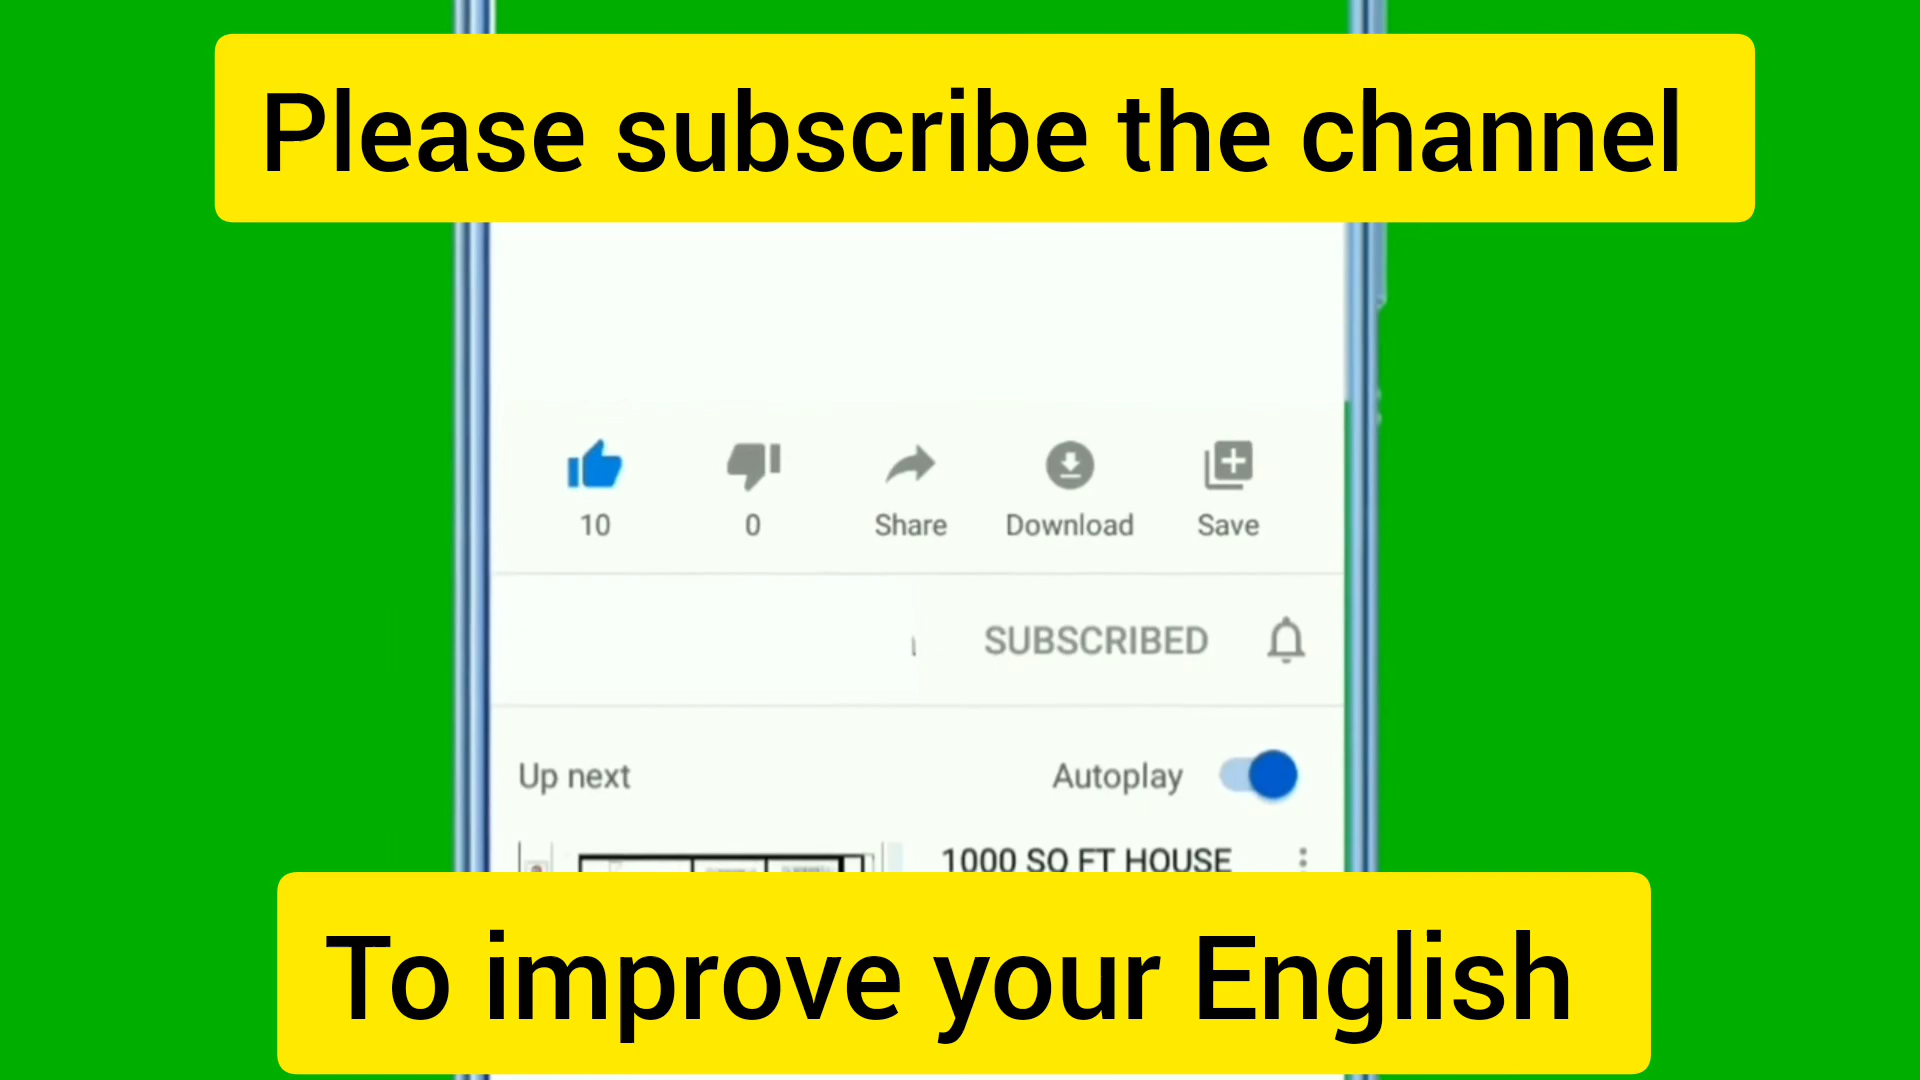 Please subscribe the channel
10 0 Share Download Save
SUBSCRIBED
Up next Autoplay
1000 SQ FT HOUSE
To improve your English